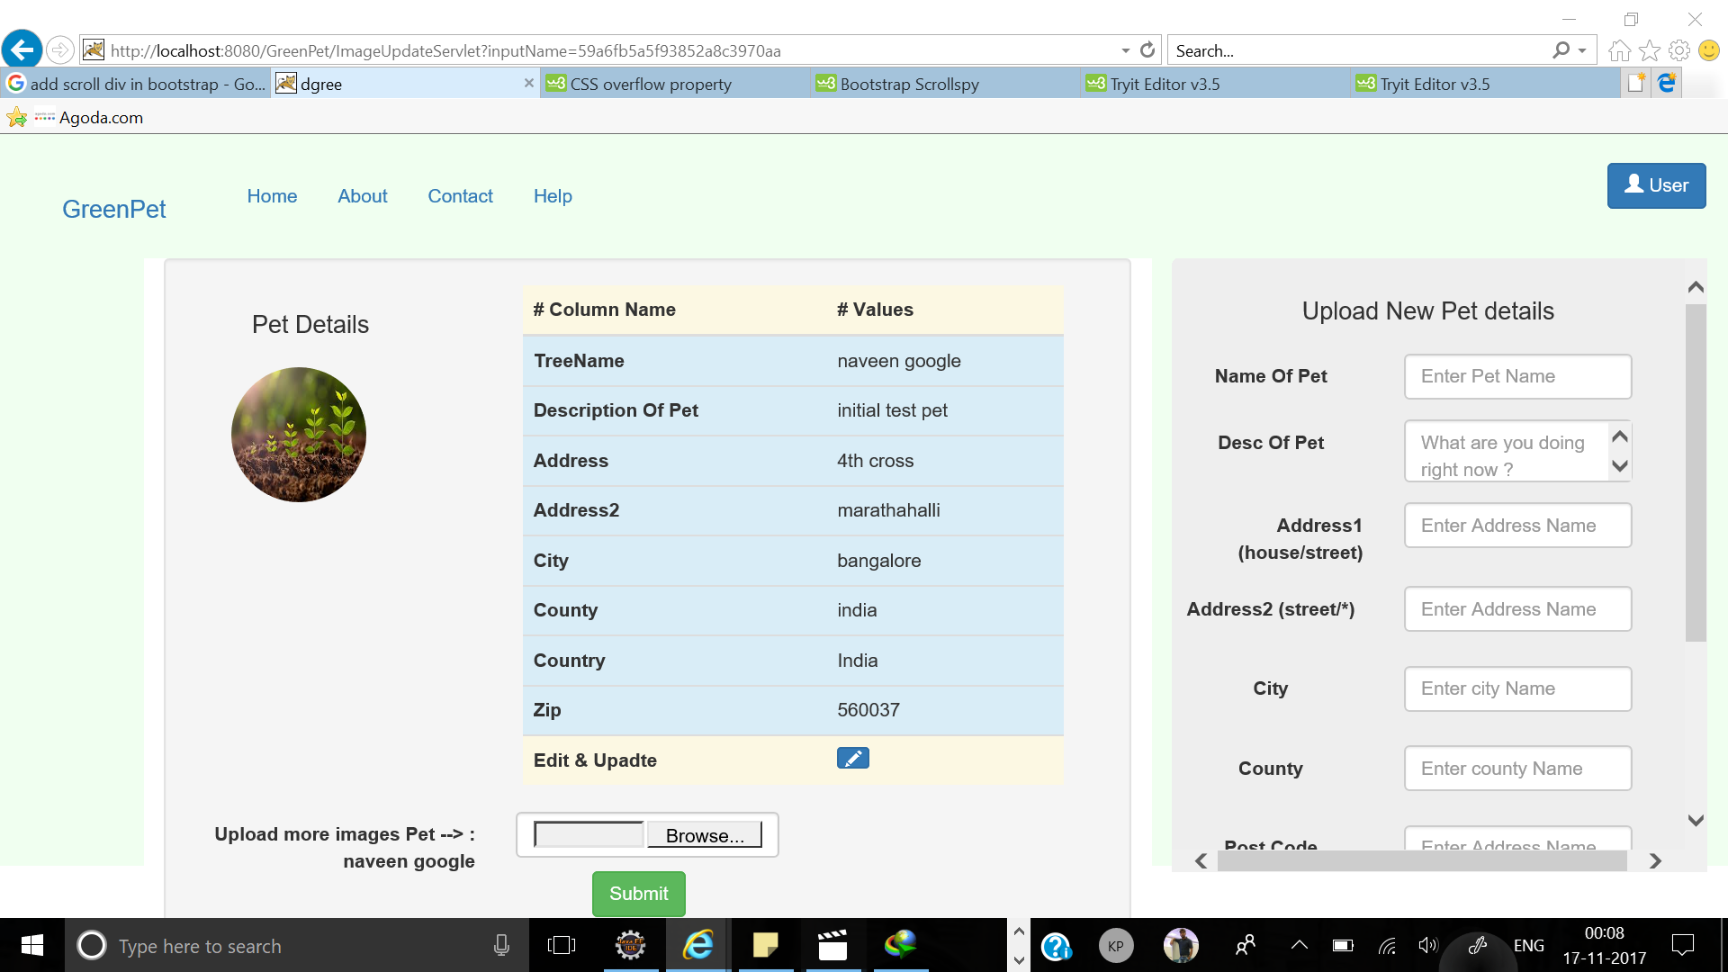 http://localhost:8080/GreenPet/ImageUpdateServlet?inputName=59a6fb5a5f93852a8c3970aa
Search...
add scroll div in bootstrap - Go...
dgree
CSS overflow property
Bootstrap Scrollspy
Tryit Editor v3.5
Tryit Editor v3.5
Agoda.com
GreenPet
Home
About
Contact
Help
User
Pet Details
# Column Name # Values
TreeName naveen google
Description Of Pet initial test pet
Address 4th cross
Address2 marathahalli
City bangalore
County india
Country India
Zip 560037
Edit & Upadte
Upload more images Pet --> :
naveen google
Browse...
Submit
Upload New Pet details
Name Of Pet Enter Pet Name
Desc Of Pet What are you doing
right now ?
Address1 Enter Address Name
(house/street)
Address2 (street/*) Enter Address Name
City Enter city Name
County Enter county Name
Post Code Enter Address Name
Type here to search
KP
ENG
00:08
17-11-2017